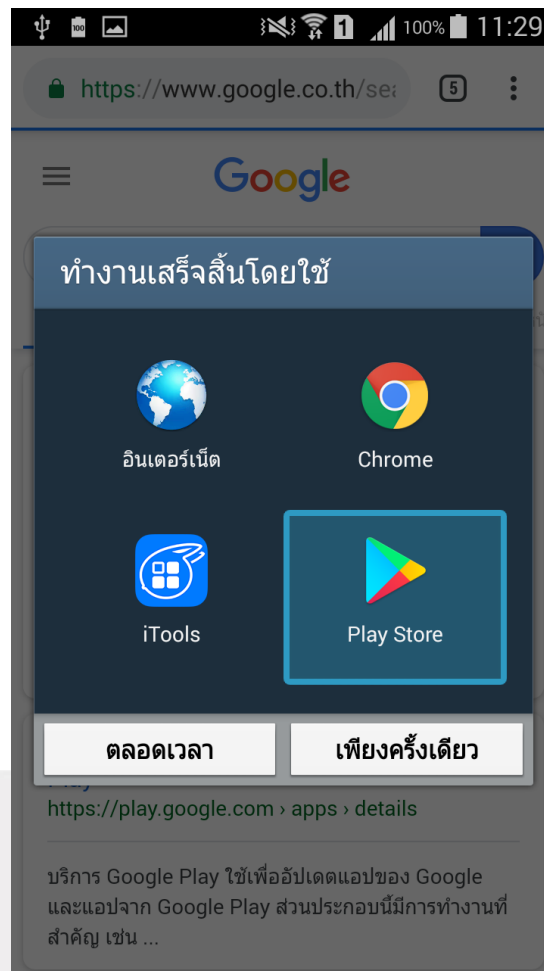 100% 11:29
https://www.google.co.th/sea
5
Google
ทำงานเสร็จสิ้นโดยใช้
อินเตอร์เน็ต
Chrome
iTools
Play Store
ตลอดเวลา
เพียงครั้งเดียว
Play
https://play.google.com › apps › details
บริการ Google Play ใช้เพื่ออัปเดตแอปของ Google
และแอปจาก Google Play ส่วนประกอบนี้มีการทำงานที่
สำคัญ เช่น ...